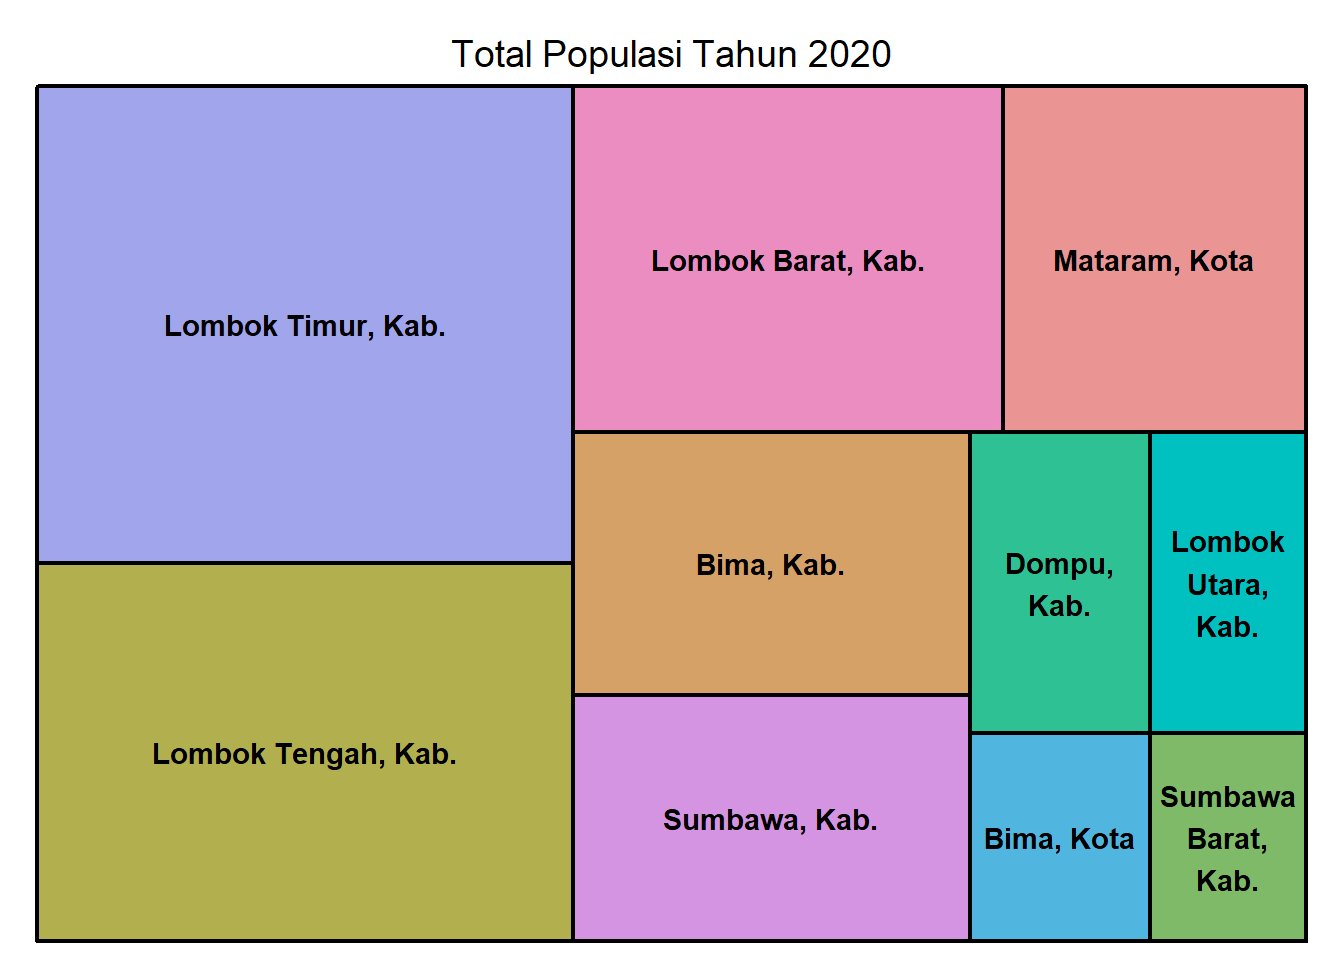 Total Populasi Tahun 2020
Lombok Timur, Kab.
Lombok Tengah, Kab.
Lombok Barat, Kab.
Mataram, Kota
Bima, Kab.
Sumbawa, Kab.
Dompu,
Kab.
Lombok
Utara,
Kab.
Bima, Kota
Sumbawa
Barat,
Kab.